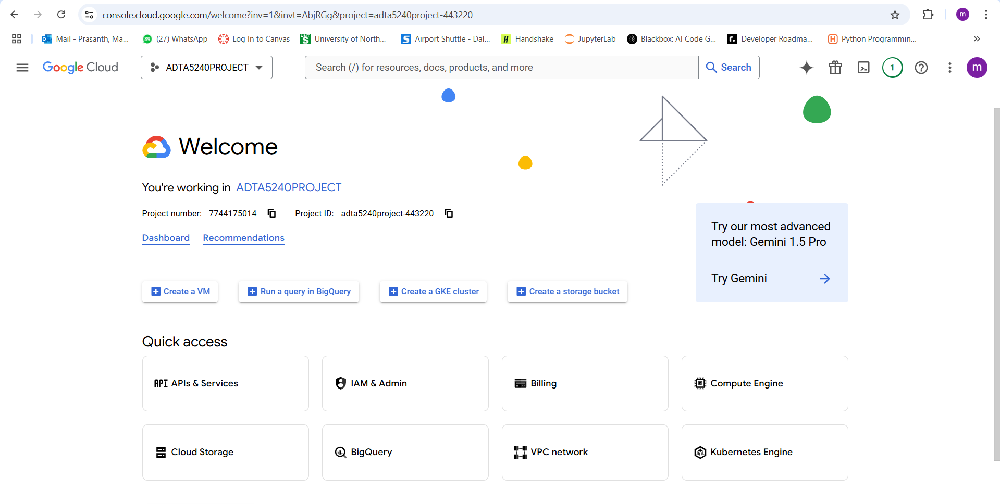 console.cloud.google.com/welcome?inv=1&invt=AbjRGg&project=adta5240project-443220
m
Mail - Prasanth, Ma...
89
(27) WhatsApp
Log In to Canvas
UNT
University of North...
S
Airport Shuttle - Dal...
H
Handshake
JupyterLab
Blackbox: AI Code G...
r.
Developer Roadma...
H
Python Programmin...
Google Cloud
ADTA5240PROJECT
Search (/) for resources, docs, products, and more
Search
1
m
Welcome
You're working in ADTA5240PROJECT
Project number: 7744175014
Project ID: adta5240project-443220
Dashboard
Recommendations
Try our most advanced
model: Gemini 1.5 Pro
Try Gemini
Create a VM
Run a query in BigQuery
Create a GKE cluster
Create a storage bucket
Quick access
API APIs & Services
IAM & Admin
Billing
Compute Engine
Cloud Storage
BigQuery
VPC network
Kubernetes Engine